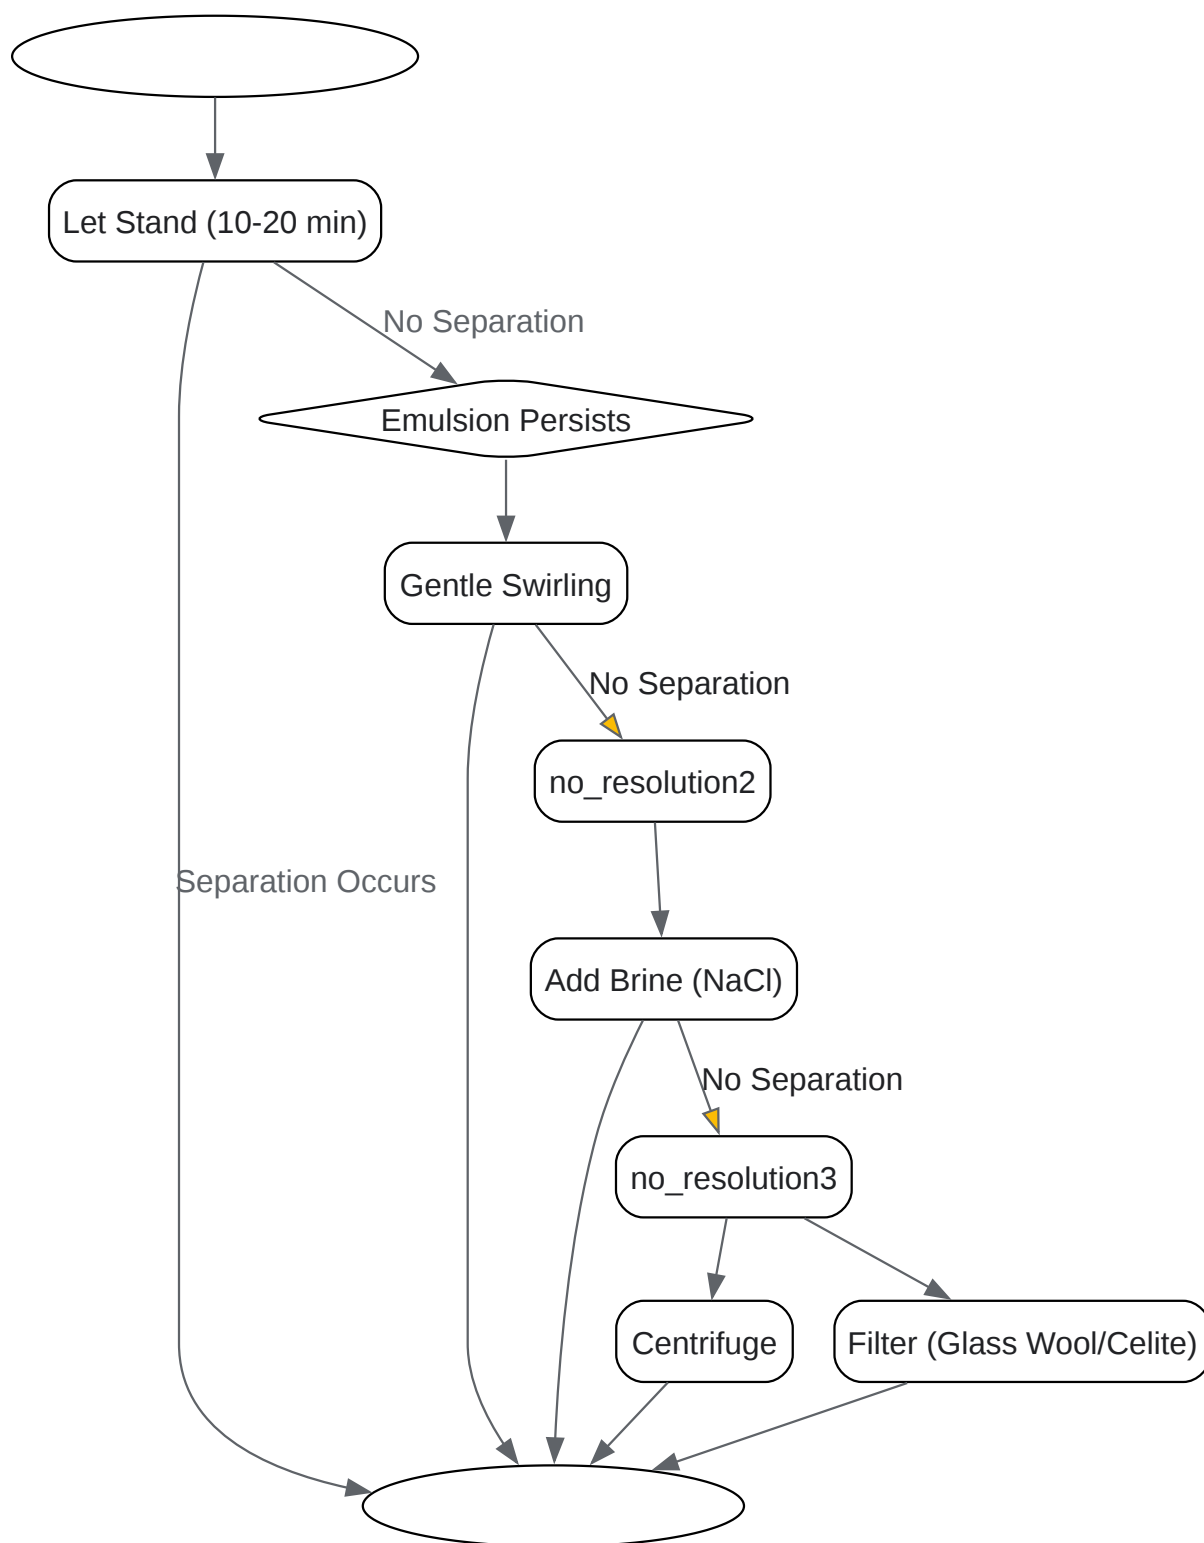 Let Stand (10-20 min)
No Separation
Emulsion Persists
Gentle Swirling
No Separation
no_resolution2
Separation Occurs
Add Brine (NaCl)
No Separation
no_resolution3
Centrifuge
Filter (Glass Wool/Celite)